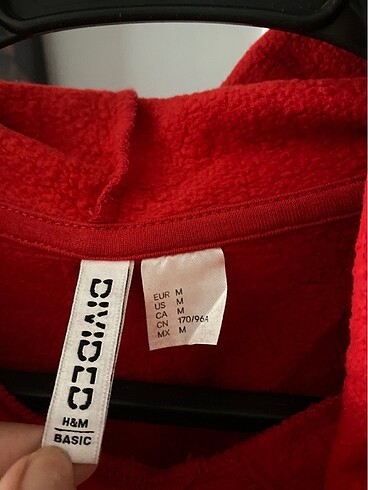 DIVIDED
H&M
BASIC
EUR M
US M
CA M
CN 170/96A
MX M